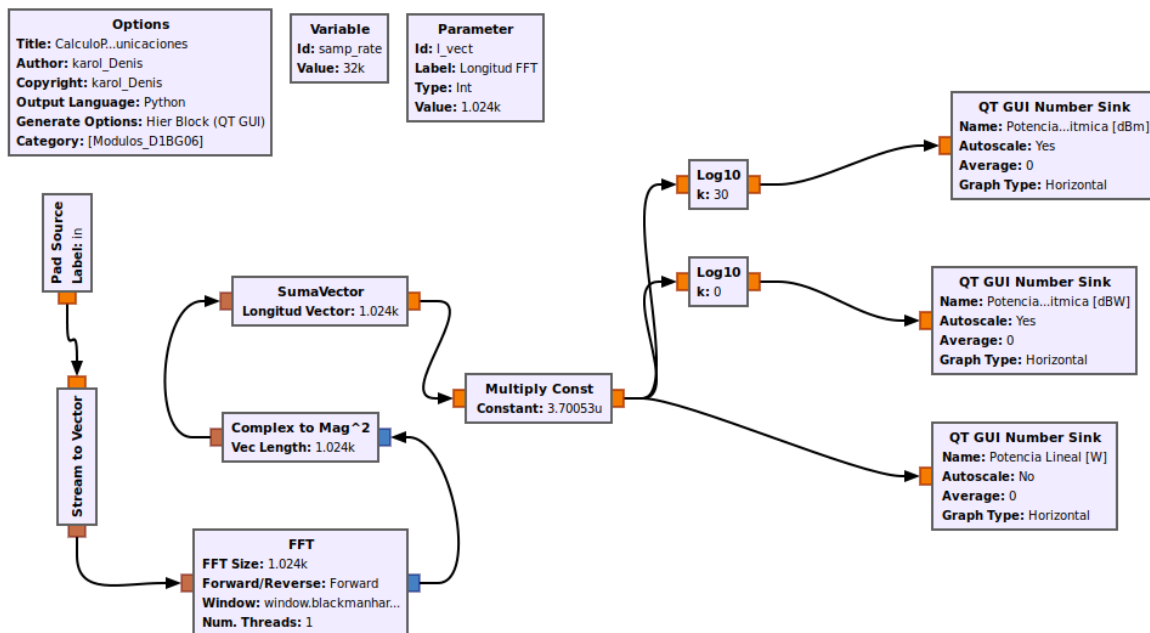 Options
Title: CalculoP...unicaciones
Author: karol_Denis
Copyright: karol_Denis
Output Language: Python
Generate Options: Hier Block (QT GUI)
Category: [Modulos_D1BG06]
Variable
Id: samp_rate
Value: 32k
Parameter
Id: l_vect
Label: Longitud FFT
Type: Int
Value: 1.024k
QT GUI Number Sink
Name: Potencia...itmica [dBm]
Autoscale: Yes
Average: 0
Graph Type: Horizontal
Log10
k: 30
Pad Source
Label: in
Log10
k: 0
QT GUI Number Sink
Name: Potencia...itmica [dBW]
Autoscale: Yes
Average: 0
Graph Type: Horizontal
SumaVector
Longitud Vector: 1.024k
Multiply Const
Constant: 3.70053u
Stream to Vector
Complex to Mag^2
Vec Length: 1.024k
QT GUI Number Sink
Name: Potencia Lineal [W]
Autoscale: No
Average: 0
Graph Type: Horizontal
FFT
FFT Size: 1.024k
Forward/Reverse: Forward
Window: window.blackmanhar...
Num. Threads: 1